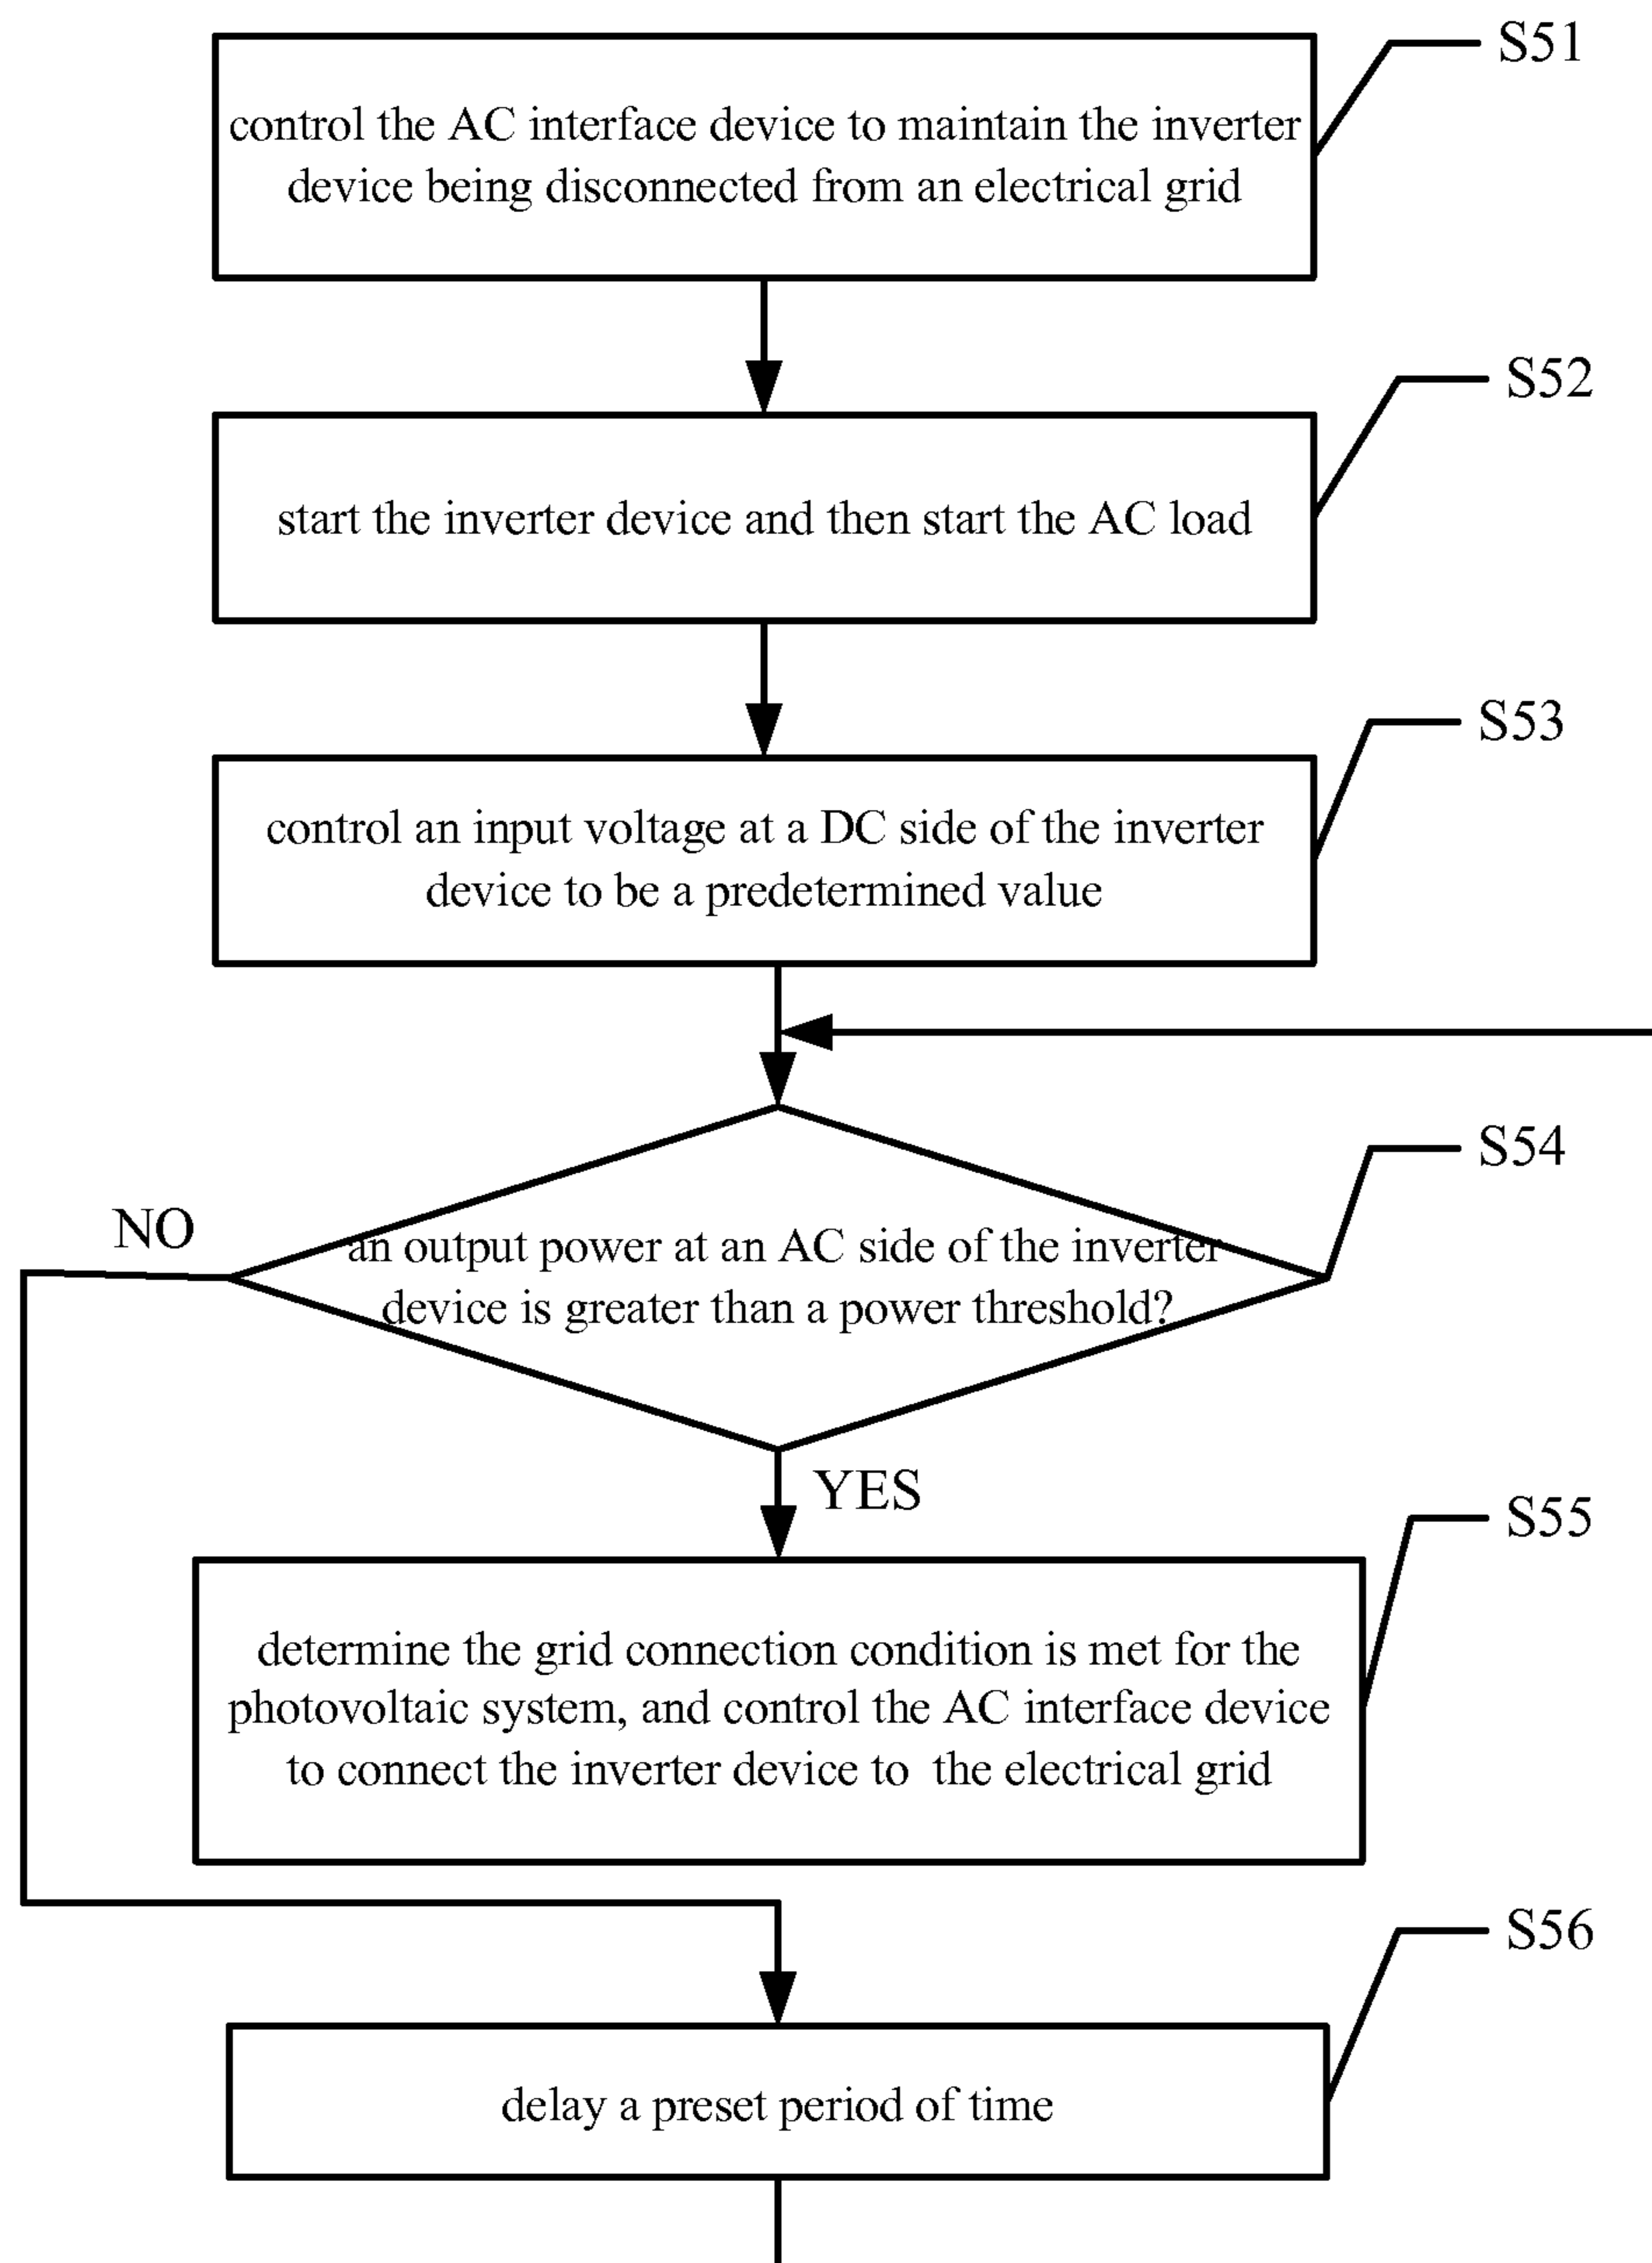 S51
control the AC interface device to maintain the inverter
device being disconnected from an electrical grid
S52
start the inverter device and then start the AC load
S53
control an input voltage at a DC side of the inverter
device to be a predetermined value
S54
NO
an output power at an AC side of the inverter
device is greater than a power threshold?
YES
S55
determine the grid connection condition is met for the
photovoltaic system, and control the AC interface device
to connect the inverter device to the electrical grid
S56
delay a preset period of time